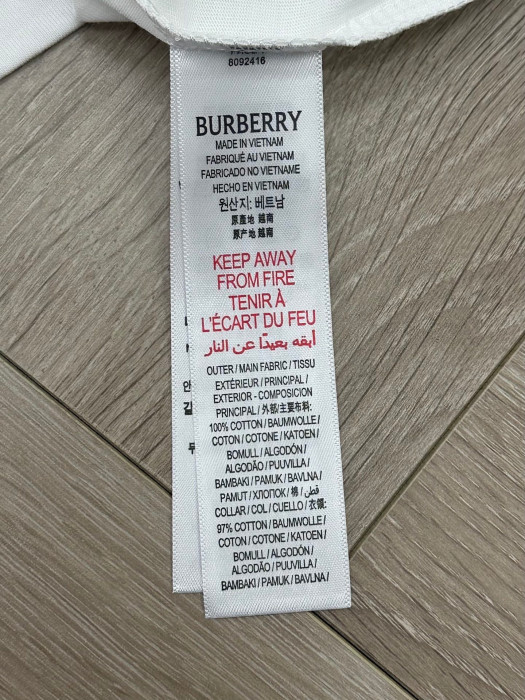 8092416
BURBERRY
MADE IN VIETNAM
FABRIQUÉ AU VIETNAM
FABRICADO NO VIETNAME
HECHO EN VIETNAM
원산지: 베트남
原產地 越南
原产地 越南
KEEP AWAY
FROM FIRE
TENIR À
L'ÉCART DU FEU
أبقه بعيدًا عن النار
OUTER / MAIN FABRIC / TISSU
EXTÉRIEUR / PRINCIPAL /
EXTERIOR - COMPOSICION
PRINCIPAL / 外部/主要布料:
100% COTTON / BAUMWOLLE /
COTON / COTONE / KATOEN /
BOMULL / ALGODÓN /
ALGODÃO / PUUVILLA /
BAMBAKI / PAMUK / BAVLNA /
PAMUT / ХЛОПОК / 棉 / قطن
COLLAR / COL / CUELLO / 衣領:
97% COTTON / BAUMWOLLE /
COTON / COTONE / KATOEN /
BOMULL / ALGODÓN /
ALGODÃO / PUUVILLA /
BAMBAKI / PAMUK / BAVLNA /